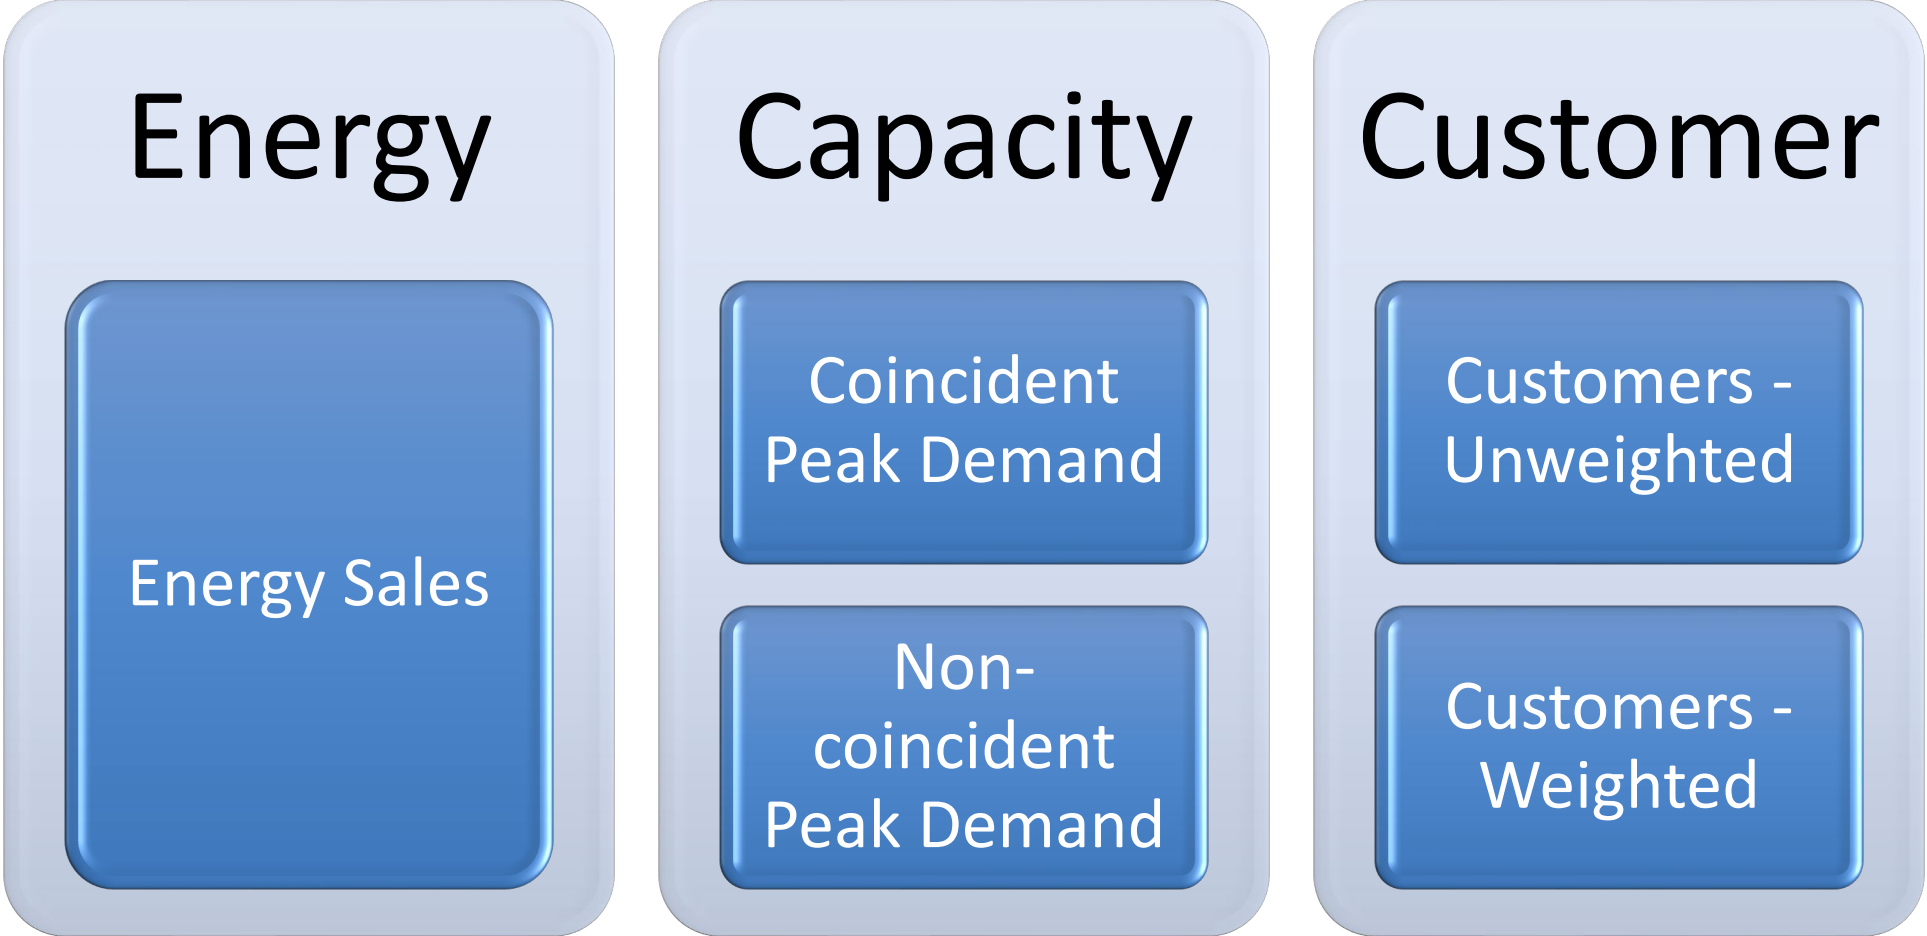 Energy
Energy Sales
Capacity
Coincident
Peak Demand
Non-
coincident
Peak Demand
Customer
Customers -
Unweighted
Customers -
Weighted